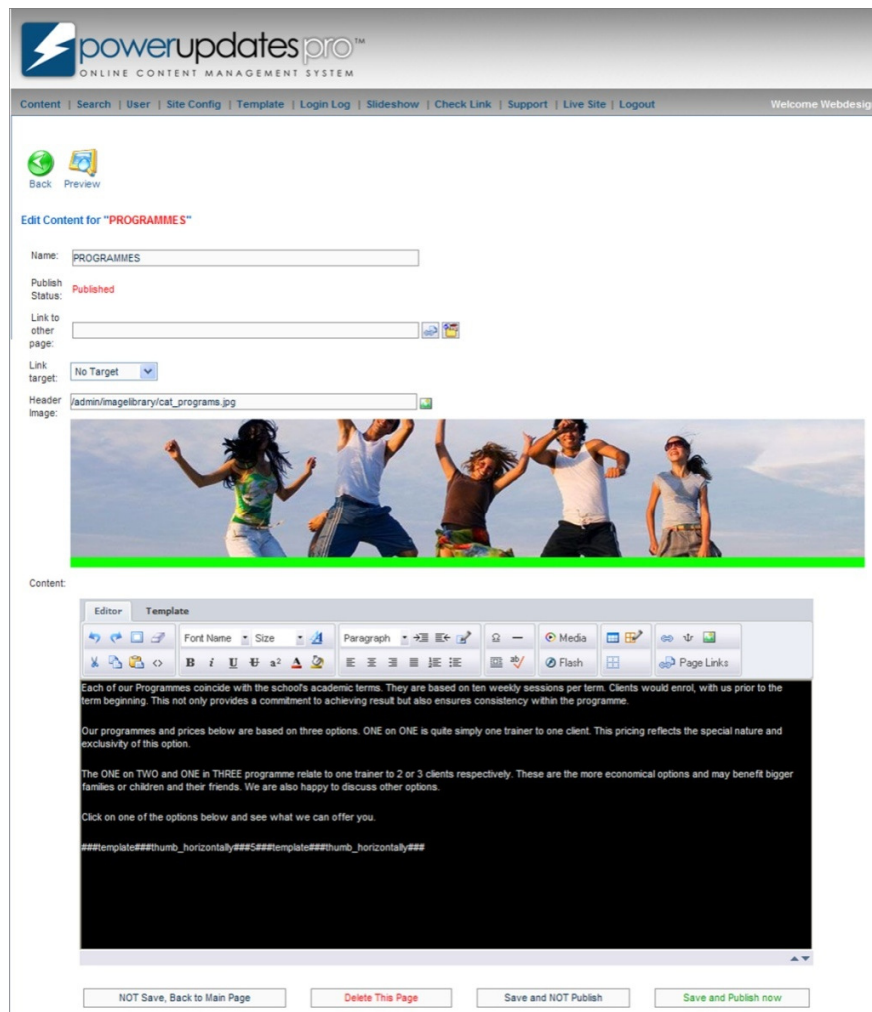 powerupdates pro™
ONLINE CONTENT MANAGEMENT SYSTEM
Content | Search | User | Site Config | Template | Login Log | Slideshow | Check Link | Support | Live Site | Logout Welcome Webdesig
Back Preview
Edit Content for "PROGRAMMES"
Name: PROGRAMMES
Publish
Status: Published
Link to
other
page:
Link
target: No Target
Header
Image: /admin/imagelibrary/cat_programs.jpg
Content:
Editor Template
Font Name Size Paragraph Ω — Media
B i U U a² A Flash Page Links
Each of our Programmes coincide with the school's academic terms. They are based on ten weekly sessions per term. Clients would enrol, with us prior to the
term beginning. This not only provides a commitment to achieving result but also ensures consistency within the programme.
Our programmes and prices below are based on three options. ONE on ONE is quite simply one trainer to one client. This pricing reflects the special nature and
exclusivity of this option.
The ONE on TWO and ONE in THREE programme relate to one trainer to 2 or 3 clients respectively. These are the more economical options and may benefit bigger
families or children and their friends. We are also happy to discuss other options.
Click on one of the options below and see what we can offer you.
###template###thumb_horizontally###5###template###thumb_horizontally###
NOT Save, Back to Main Page Delete This Page Save and NOT Publish Save and Publish now